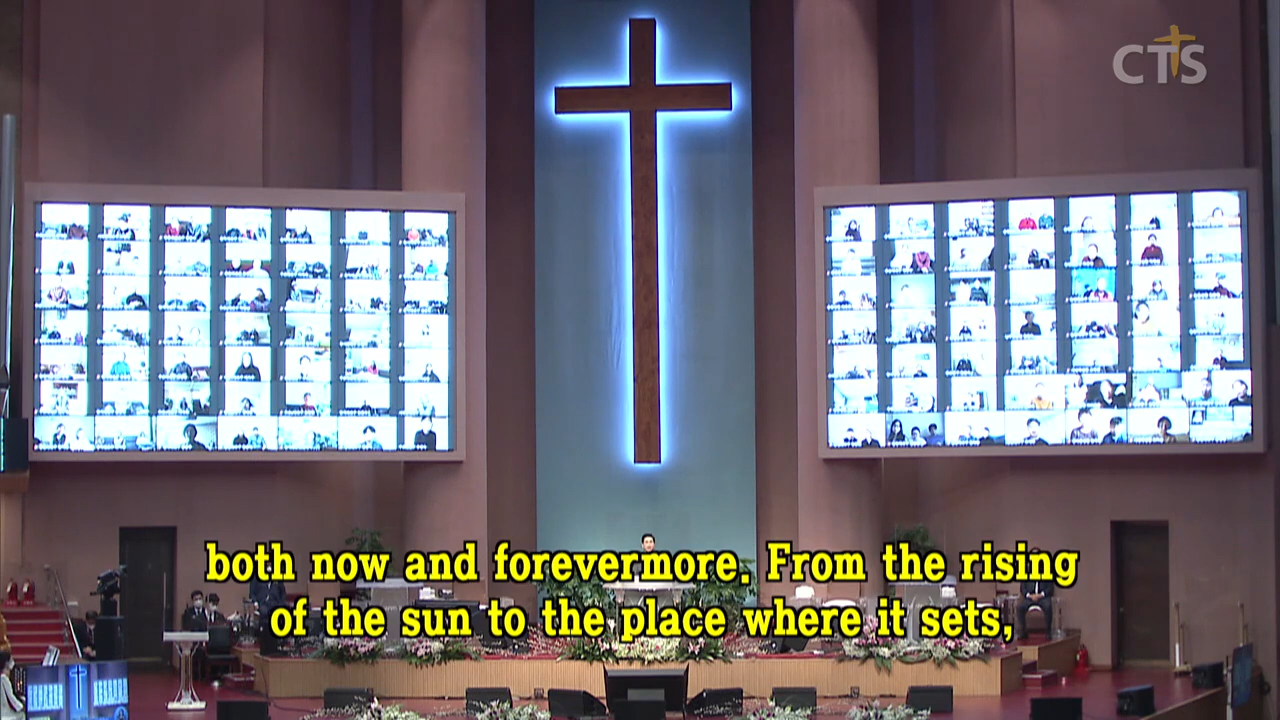 CTS
both now and forevermore. From the rising
of the sun to the place where it sets,